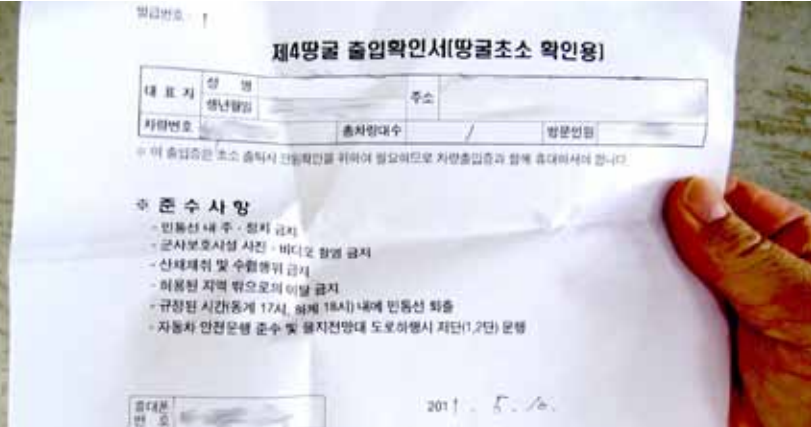 발급번호 : 1
제4땅굴 출입확인서(땅굴초소 확인용)
대 표 자 성 명 주소
생년월일
차량번호 총차량대수 / 방문인원
※ 이 출입증은 초소 출퇴시 인원확인을 위하여 필요하므로 차량출입증과 함께 휴대하셔야 합니다.
※ 준 수 사 항
- 민통선 내 주 · 정차 금지
- 군사보호시설 사진 · 비디오 촬영 금지
- 산채채취 및 수렵행위 금지
- 허용된 지역 밖으로의 이탈 금지
- 규정된 시간(동계 17시, 하계 18시) 내에 민통선 퇴출
- 자동차 안전운행 준수 및 을지전망대 도로하행시 저단(1,2단) 운행
휴대폰
번 호
2011. 5. 10.